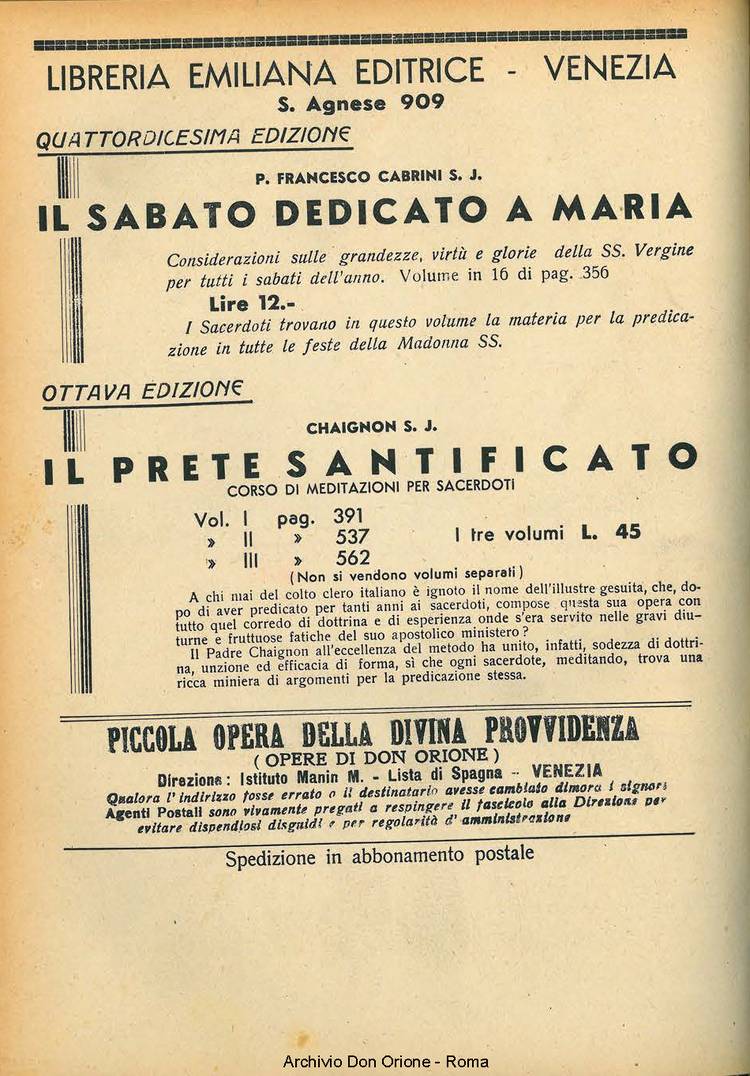 LIBRERIA EMILIANA EDITRICE - VENEZIA
S. Agnese 909
QUATTORDICESIMA EDIZIONE
P. FRANCESCO CABRINI S. J.
IL SABATO DEDICATO A MARIA
Considerazioni sulle grandezze, virtù e glorie della SS. Vergine
per tutti i sabati dell'anno. Volume in 16 di pag. 356
Lire 12.-
I Sacerdoti trovano in questo volume la materia per la predica-
zione in tutte le feste della Madonna SS.
OTTAVA EDIZIONE
CHAIGNON S. J.
IL PRETE SANTIFICATO
CORSO DI MEDITAZIONI PER SACERDOTI
Vol. I pag. 391
» II » 537 I tre volumi L. 45
» III » 562
(Non si vendono volumi separati)
A chi mai del colto clero italiano è ignoto il nome dell'illustre gesuita, che, do-
po di aver predicato per tanti anni ai sacerdoti, compose questa sua opera con
tutto quel corredo di dottrina e di esperienza onde s'era servito nelle gravi diu-
turne e fruttuose fatiche del suo apostolico ministero?
Il Padre Chaignon all'eccellenza del metodo ha unito, infatti, sodezza di dottri-
na, unzione ed efficacia di forma, sì che ogni sacerdote, meditando, trova una
ricca miniera di argomenti per la predicazione stessa.
PICCOLA OPERA DELLA DIVINA PROVVIDENZA
(OPERE DI DON ORIONE)
Direzione: Istituto Manin M. - Lista di Spagna - VENEZIA
Qualora l'indirizzo fosse errato o il destinatario avesse cambiato dimora i signori
Agenti Postali sono vivamente pregati a respingere il fascicolo alla Direzione per
evitare dispendiosi disguidi e per regolarità d'amministrazione
Spedizione in abbonamento postale
Archivio Don Orione - Roma